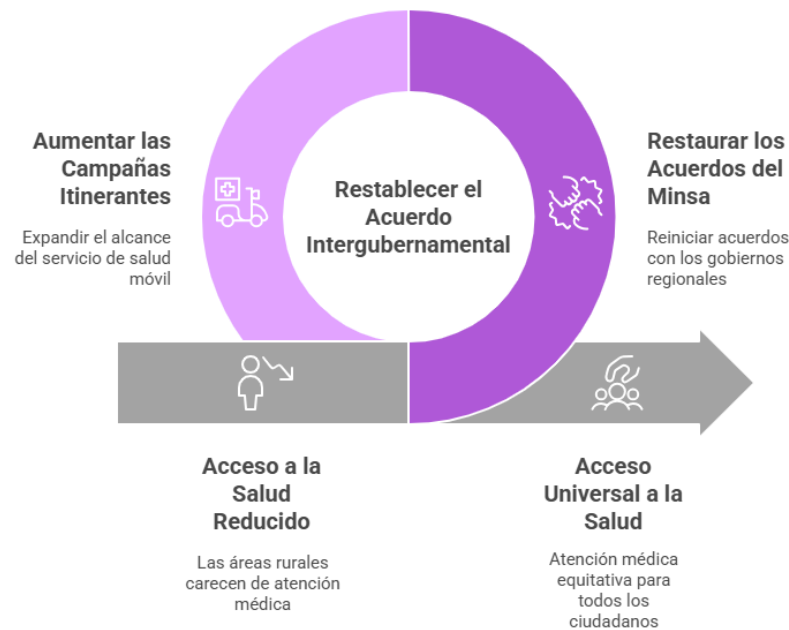 Aumentar las
Campañas
Itinerantes
Expandir el alcance
del servicio de salud
móvil
Restablecer el
Acuerdo
Intergubernamental
Restaurar los
Acuerdos del
Minsa
Reiniciar acuerdos
con los gobiernos
regionales
Acceso a la
Salud
Reducido
Las áreas rurales
carecen de atención
médica
Acceso
Universal a la
Salud
Atención médica
equitativa para
todos los
ciudadanos